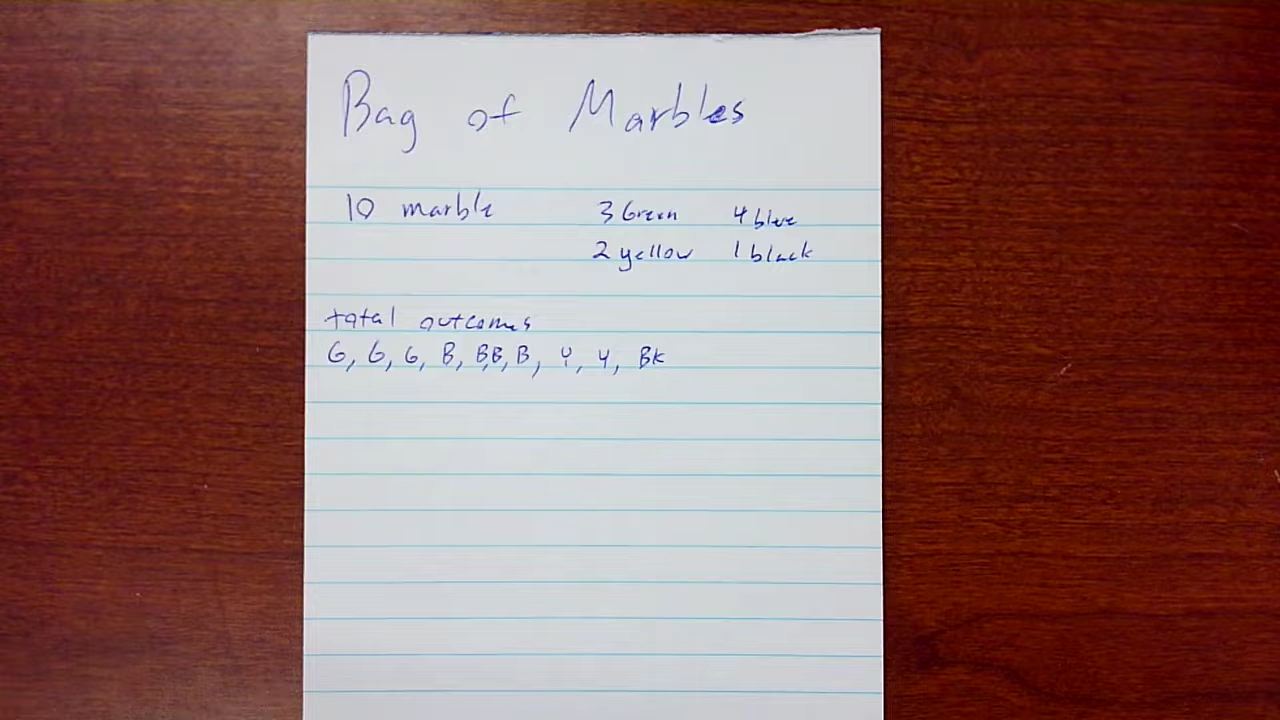 Bag of Marbles
10 marble 3 Green 4 blue
2 yellow 1 black
total outcomes
G, G, G, B, B,B, B, Y, Y, BK